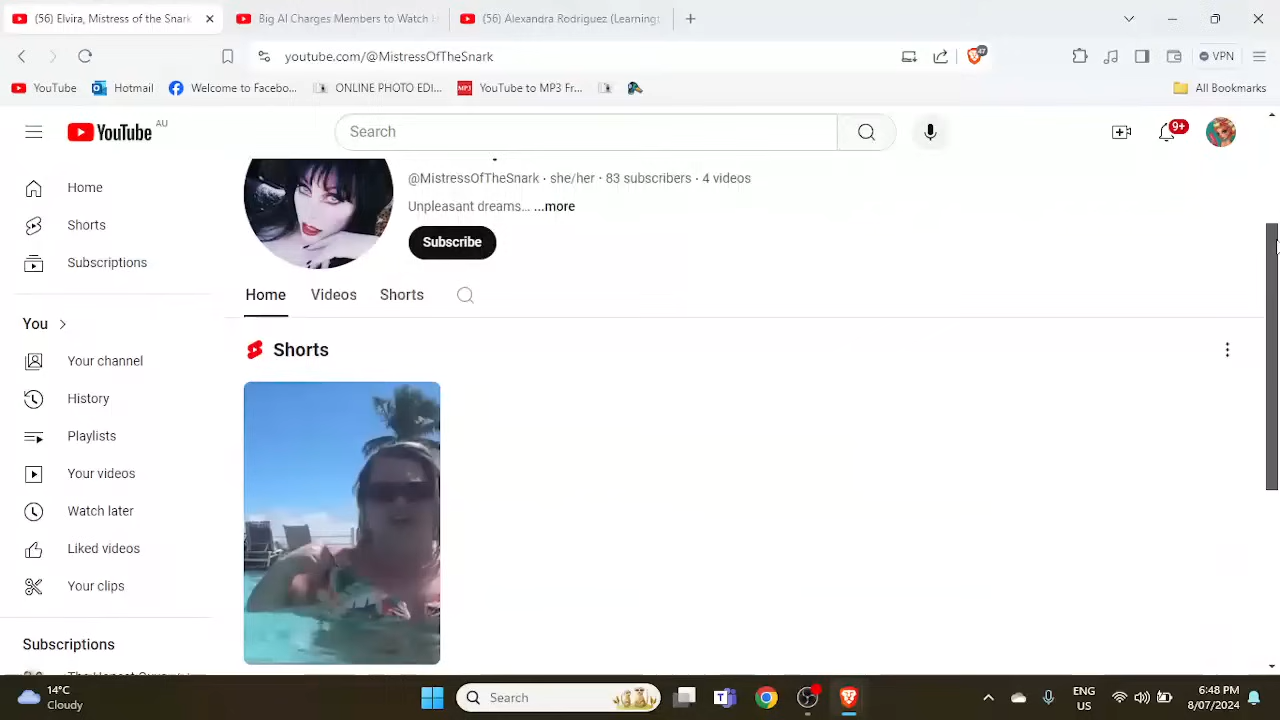 (56) Elvira, Mistress of the Snark
Big AI Charges Members to Watch
(56) Alexandra Rodriguez (Learning
youtube.com/@MistressOfTheSnark
47
VPN
YouTube
Hotmail
Welcome to Facebo...
ONLINE PHOTO EDI...
MP3
YouTube to MP3 Fr...
All Bookmarks
YouTube AU
Search
9+
Home
Shorts
Subscriptions
You
Your channel
History
Playlists
Your videos
Watch later
Liked videos
Your clips
Subscriptions
@MistressOfTheSnark · she/her · 83 subscribers · 4 videos
Unpleasant dreams… ...more
Subscribe
Home
Videos
Shorts
Shorts
14°C
Cloudy
Search
ENG
US
6:48 PM
8/07/2024